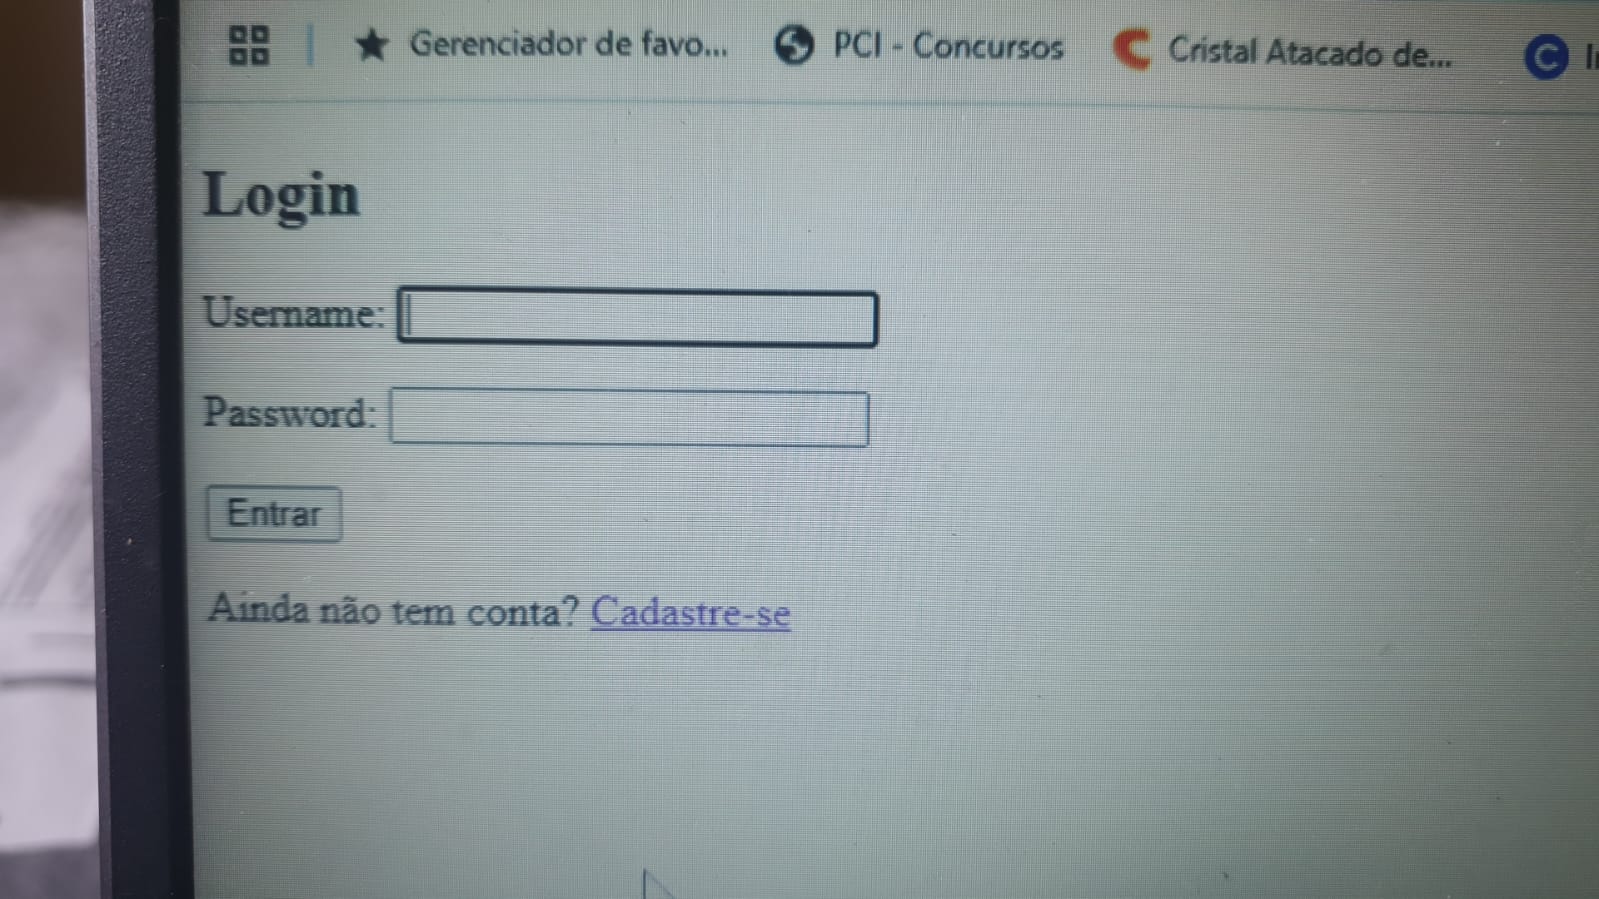 Gerenciador de favo... PCI - Concursos Cristal Atacado de...
Login
Username:
Password:
Entrar
Ainda não tem conta? Cadastre-se